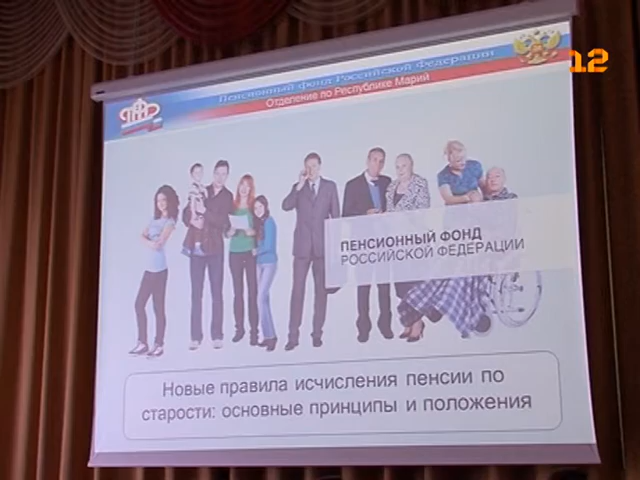 12
Пенсионный фонд Российской Федерации
Отделение по Республике Марий
ПФР
ПЕНСИОННЫЙ ФОНД
РОССИЙСКОЙ ФЕДЕРАЦИИ
Новые правила исчисления пенсии по
старости: основные принципы и положения